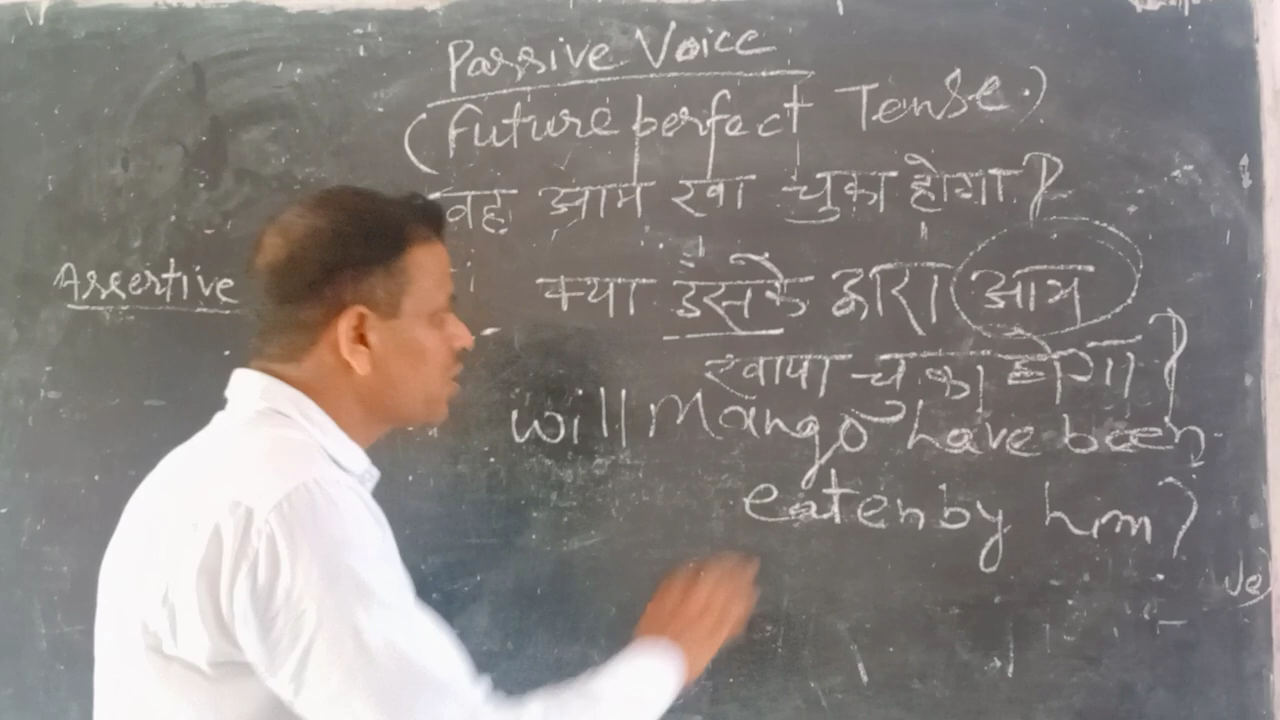 Passive Voice
(Future perfect Tense.)
वह आम खा चुका होगा?
Assertive
क्या उसके द्वारा आम
खाया चुका होगा?
will Mango have been
eaten by him?